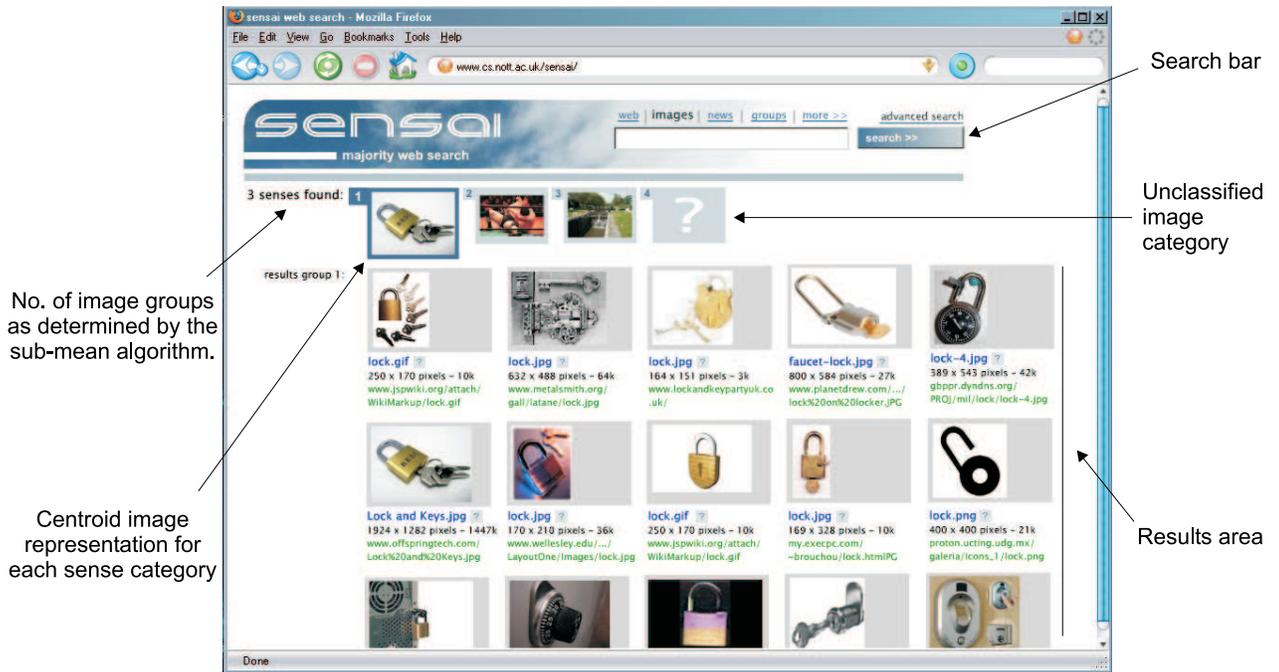 sensai web search - Mozilla Firefox
File Edit View Go Bookmarks Tools Help
www.cs.nott.ac.uk/sensai/
sensai
majority web search
web | images | news | groups | more >>
advanced search
search >>
3 senses found:
1
2
3
4
?
results group 1:
lock.gif ?
250 x 170 pixels - 10k
www.jspwiki.org/attach/
WikiMarkup/lock.gif
lock.jpg ?
632 x 488 pixels - 64k
www.metalsmith.org/
gall/latane/lock.jpg
lock.jpg ?
164 x 151 pixels - 3k
www.lockandkeypartyuk.co
.uk/
faucet-lock.jpg ?
800 x 584 pixels - 27k
www.planetdrew.com/.../
lock%20on%20locker.JPG
lock-4.jpg ?
389 x 543 pixels - 42k
gbppr.dyndns.org/
PROJ/mil/lock/lock-4.jpg
Lock and Keys.jpg ?
1924 x 1282 pixels - 1447k
www.offspringtech.com/
Lock%20and%20Keys.jpg
lock.jpg ?
170 x 210 pixels - 36k
www.wellesley.edu/.../
LayoutOne/Images/lock.jpg
lock.gif ?
250 x 170 pixels - 10k
www.jspwiki.org/attach/
WikiMarkup/lock.gif
lock.jpg ?
169 x 328 pixels - 10k
my.execpc.com/
~brouchou/lock.htmlPG
lock.png ?
400 x 400 pixels - 21k
proton.ucting.udg.mx/
galeria/icons_1/lock.png
Done
No. of image groups
as determined by the
sub-mean algorithm.
Centroid image
representation for
each sense category
Search bar
Unclassified
image
category
Results area